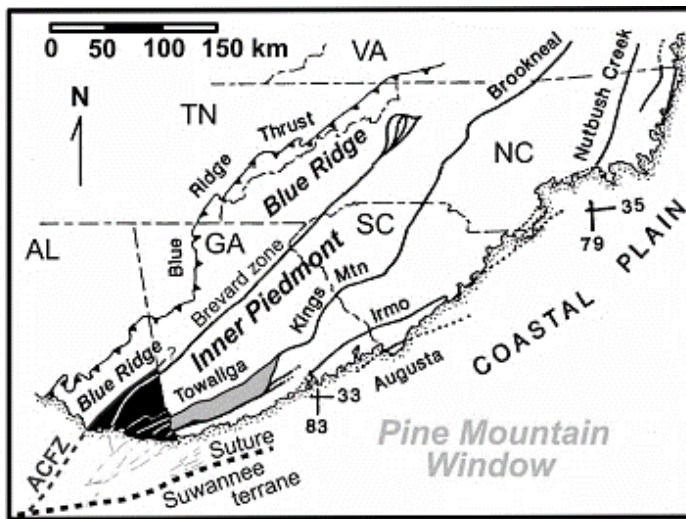 0 50 100 150 km
VA
N
TN
Blue Ridge Thrust
Blue Ridge
Brookneal
Nutbush Creek
NC
35
79
AL
GA
SC
Brevard zone
Inner Piedmont
Kings Mtn
Irmo
Augusta
COASTAL PLAIN
Blue Ridge
?
Towaliga
33
83
Pine Mountain
Window
ACFZ
Suture
Suwannee
terrane